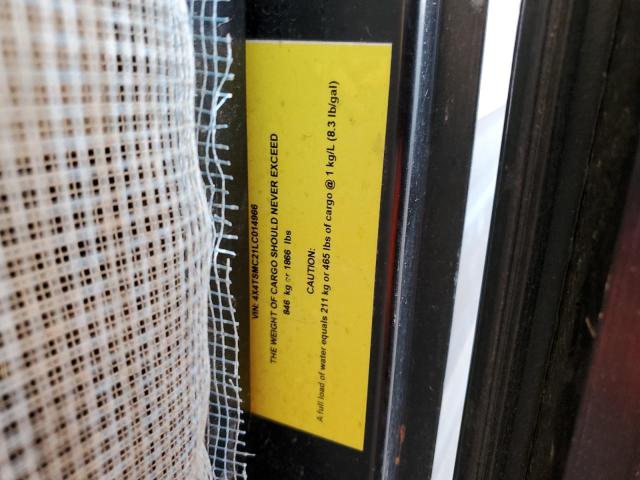 VIN: 4X4TSMC21LC014966
THE WEIGHT OF CARGO SHOULD NEVER EXCEED
846 kg or 1866 lbs
CAUTION:
A full load of water equals 211 kg or 465 lbs of cargo @ 1 kg/L (8.3 lb/gal)